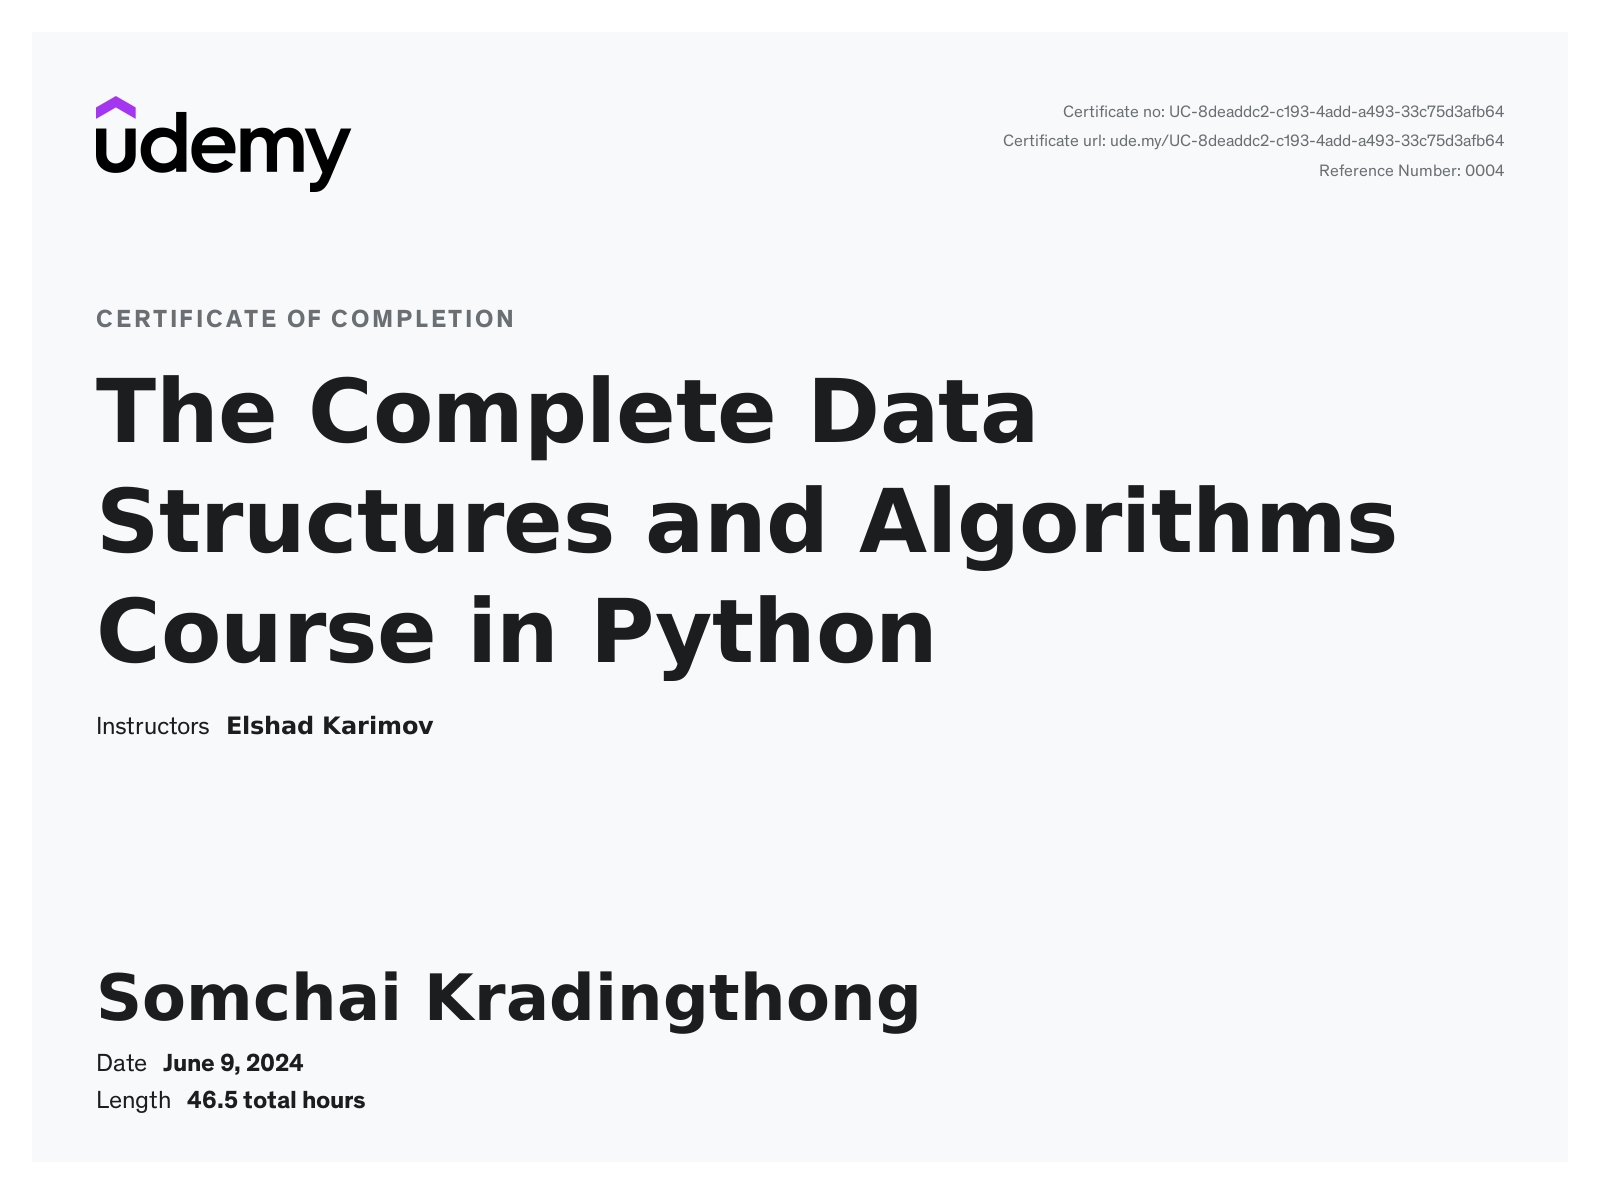 udemy
Certificate no: UC-8deaddc2-c193-4add-a493-33c75d3afb64
Certificate url: ude.my/UC-8deaddc2-c193-4add-a493-33c75d3afb64
Reference Number: 0004
CERTIFICATE OF COMPLETION
The Complete Data
Structures and Algorithms
Course in Python
Instructors Elshad Karimov
Somchai Kradingthong
Date June 9, 2024
Length 46.5 total hours